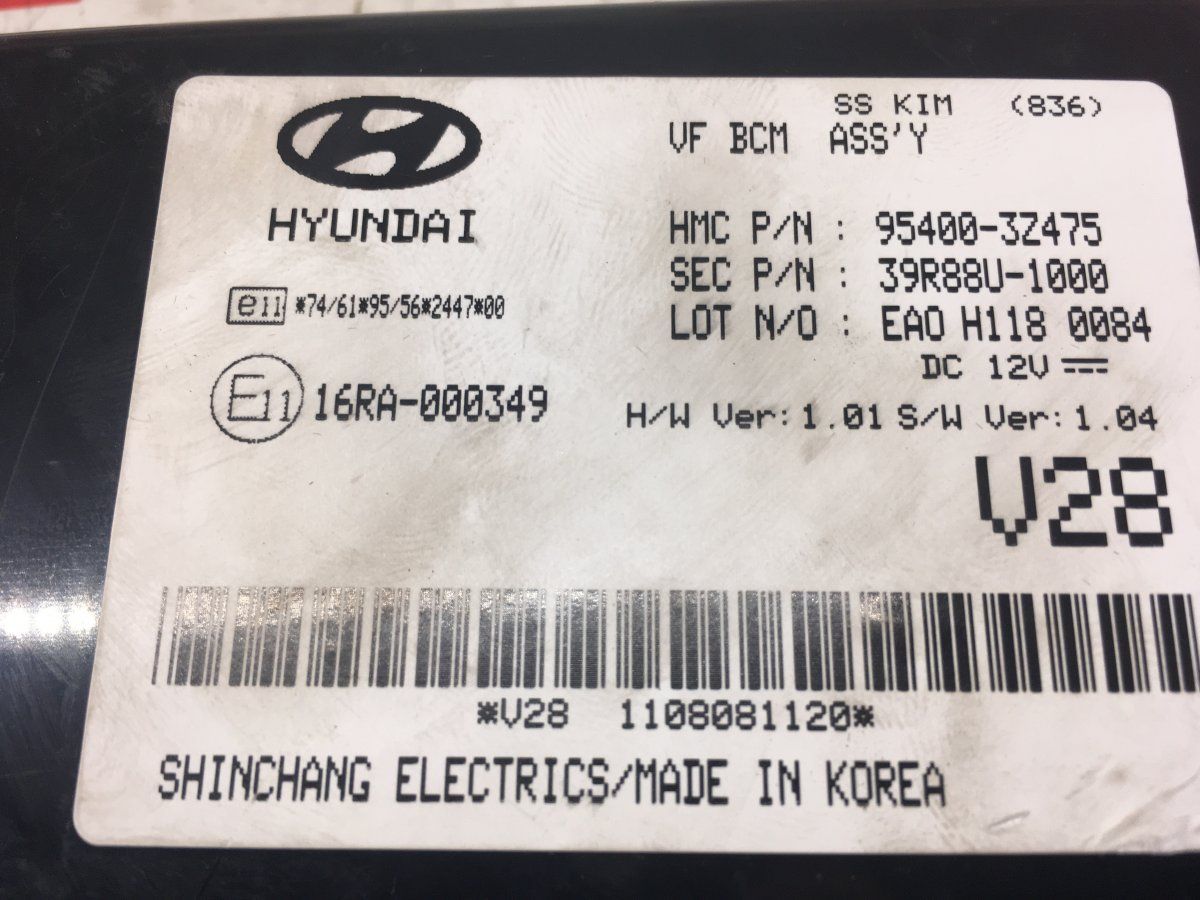 SS KIM (836)
VF BCM ASS'Y
HYUNDAI
HMC P/N : 95400-3Z475
SEC P/N : 39R88U-1000
e11 *74/61*95/56*2447*00
LOT N/O : EAO H118 0084
DC 12V
E11 16RA-000349
H/W Ver:1.01 S/W Ver:1.04
V28
*V28 1108081120*
SHINCHANG ELECTRICS/MADE IN KOREA